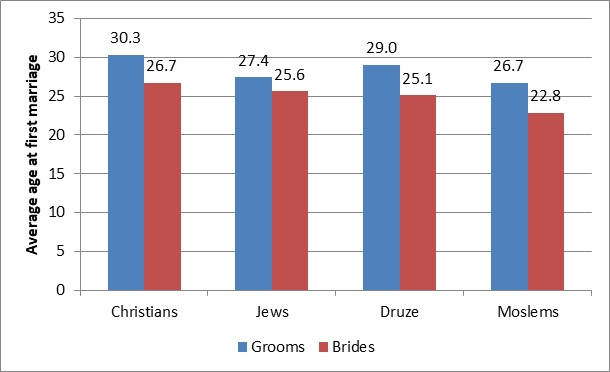 Average age at first marriage
35
30
25
20
15
10
5
0
30.3
26.7
27.4
25.6
29.0
25.1
26.7
22.8
Christians
Jews
Druze
Moslems
Grooms
Brides